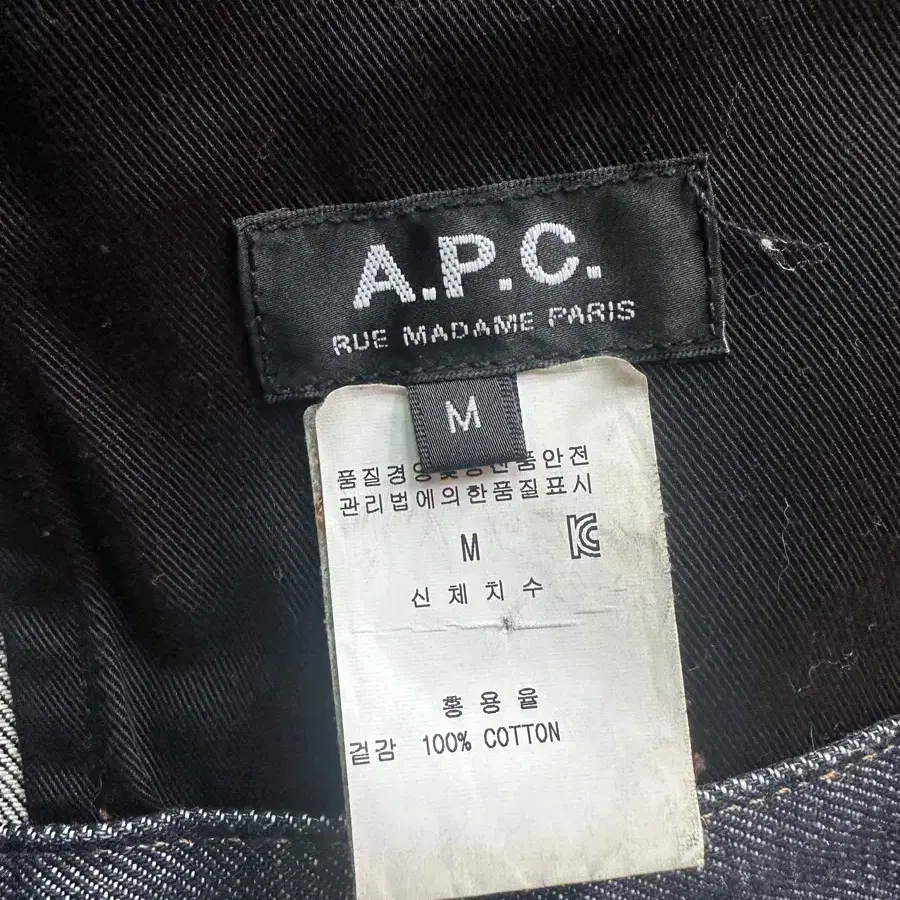 A.P.C.
RUE MADAME PARIS
M
품질경영및공산품안전
관리법에의한품질표시
M
신체치수
홍용율
겉감 100% COTTON